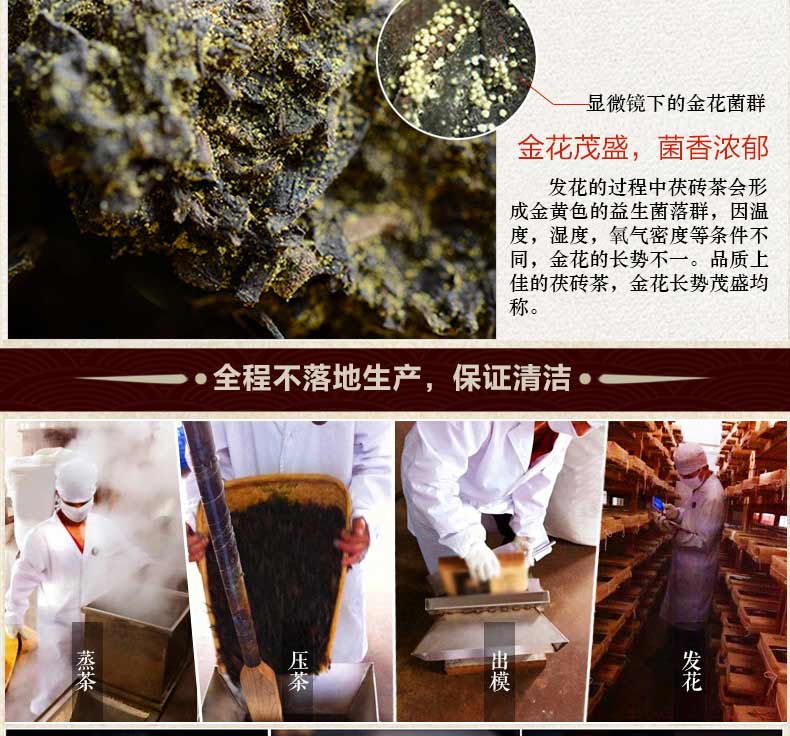 显微镜下的金花菌群
金花茂盛，菌香浓郁
发花的过程中茯砖茶会形
成金黄色的益生菌落群，因温
度，湿度，氧气密度等条件不
同，金花的长势不一。品质上
佳的茯砖茶，金花长势茂盛均
称。
全程不落地生产，保证清洁
蒸茶
压茶
出模
发花